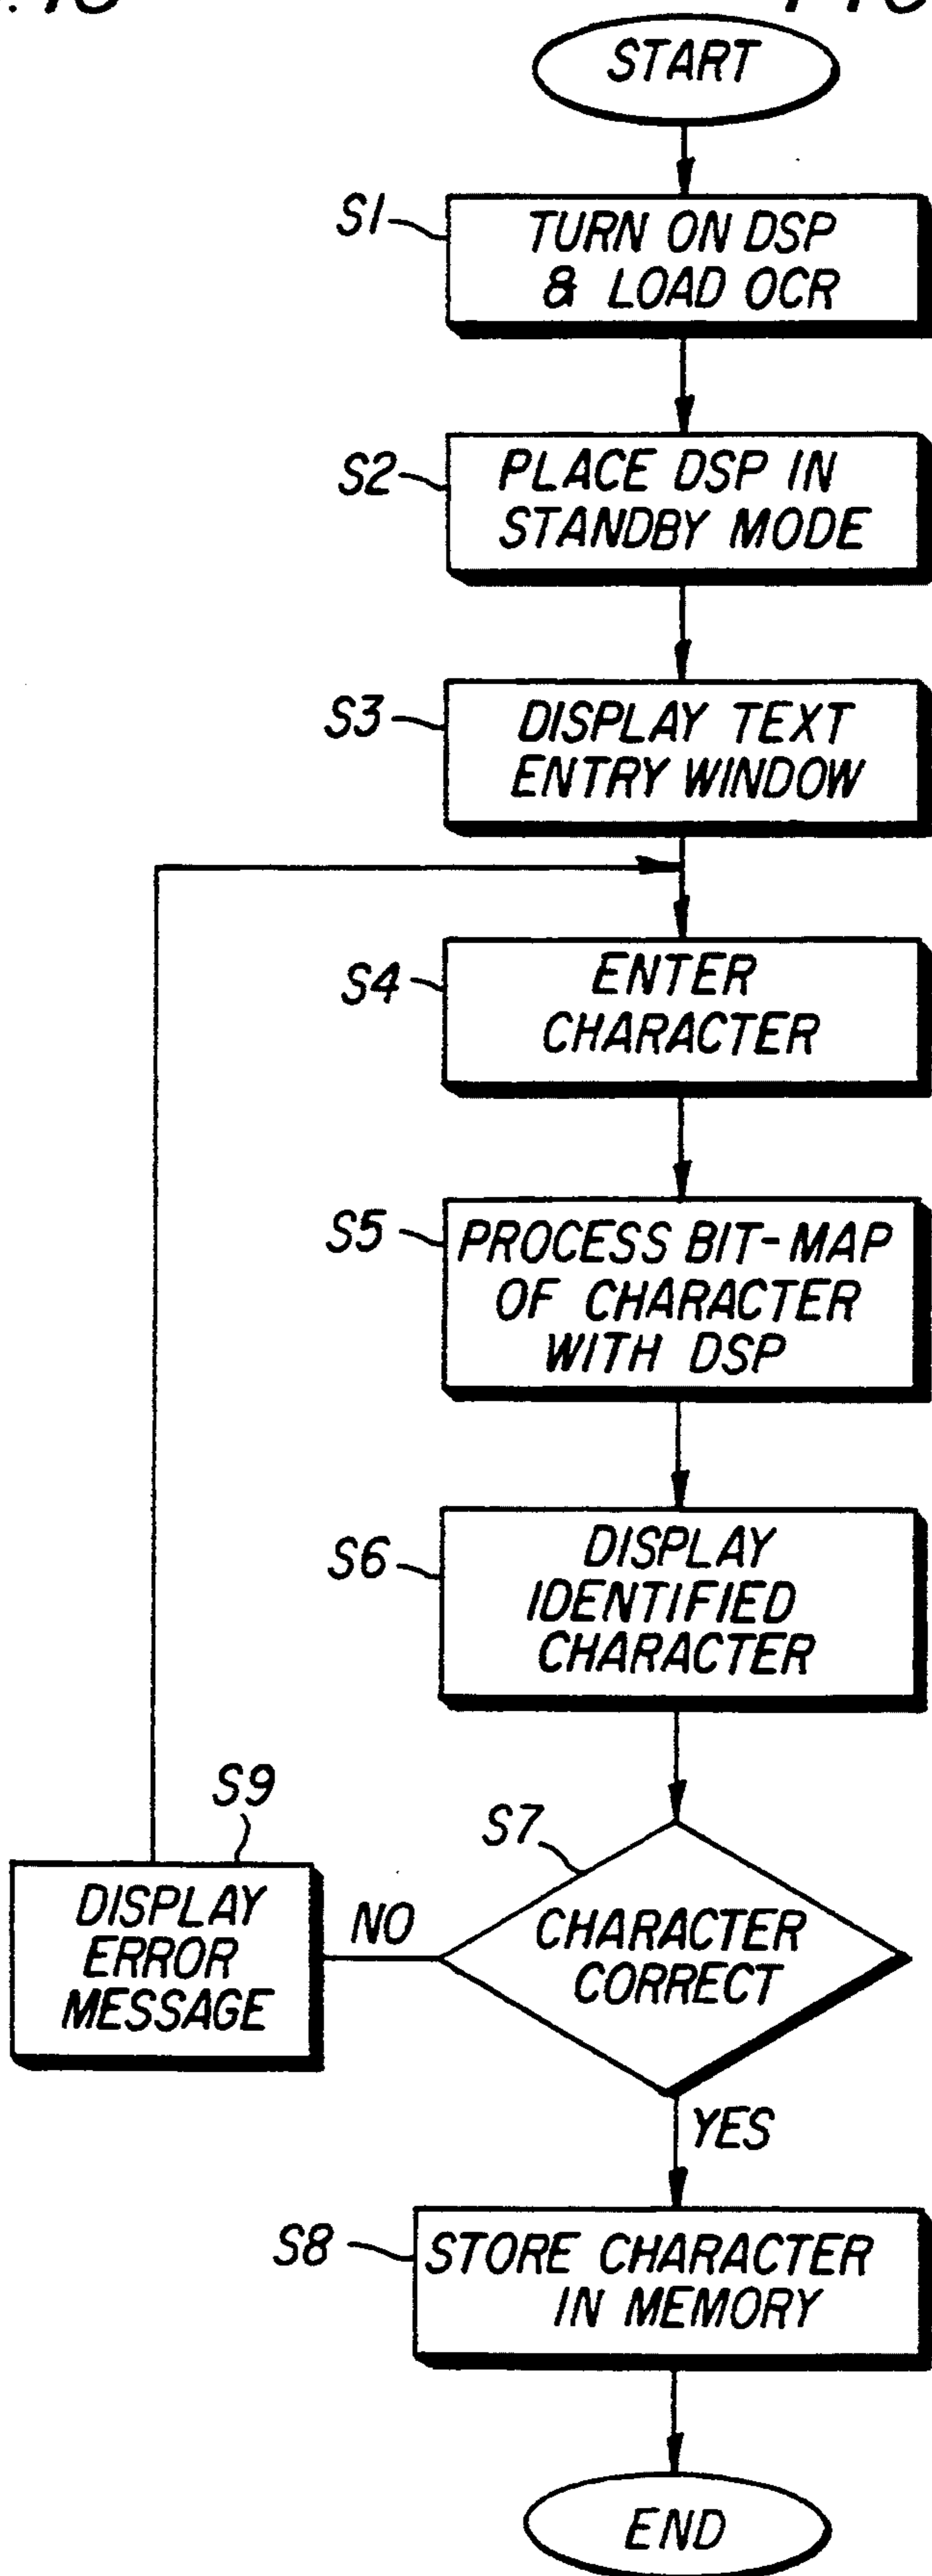 START
S1
TURN ON DSP
& LOAD OCR
S2
PLACE DSP IN
STANDBY MODE
S3
DISPLAY TEXT
ENTRY WINDOW
S4
ENTER
CHARACTER
S5
PROCESS BIT-MAP
OF CHARACTER
WITH DSP
S6
DISPLAY
IDENTIFIED
CHARACTER
S7
CHARACTER
CORRECT
NO
S9
DISPLAY
ERROR
MESSAGE
YES
S8
STORE CHARACTER
IN MEMORY
END